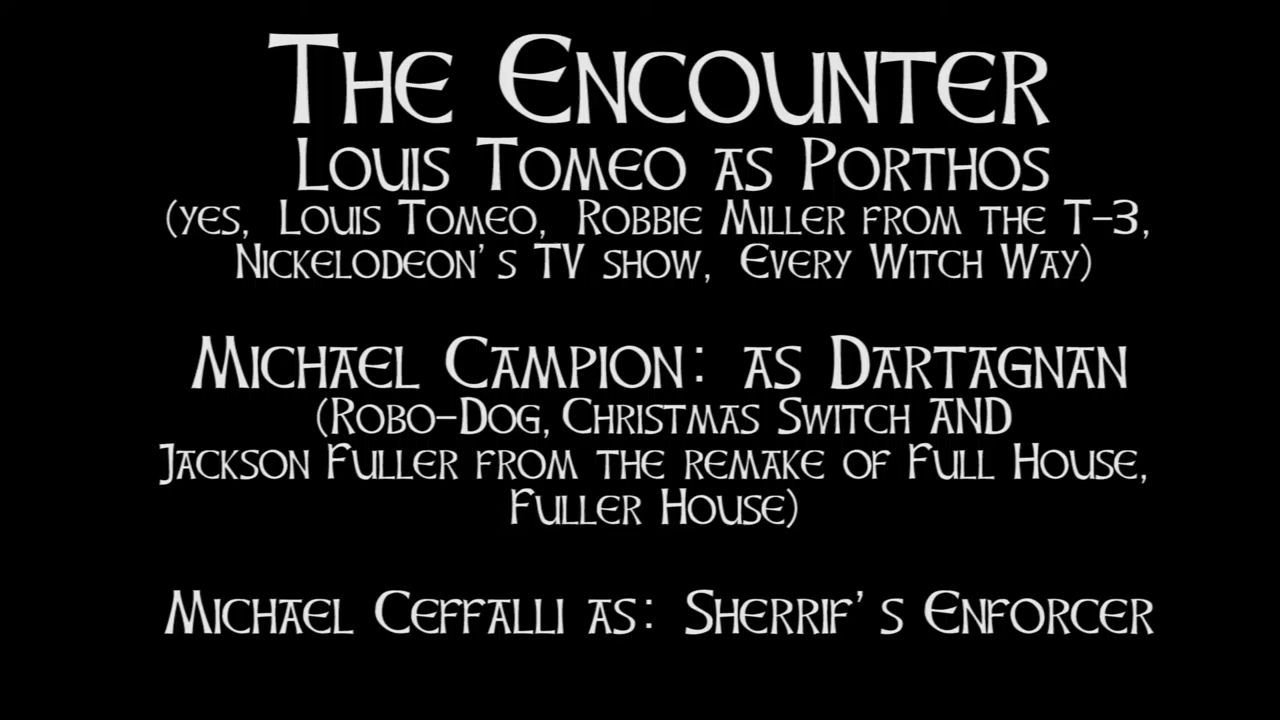 The Encounter
Louis Tomeo as Porthos
(yes, Louis Tomeo, Robbie Miller from the T-3,
Nickelodeon's TV show, Every Witch Way)
Michael Campion: as Dartagnan
(Robo-Dog, Christmas Switch AND
Jackson Fuller from the remake of Full House,
Fuller House)
Michael Ceffalli as: Sherrif's Enforcer